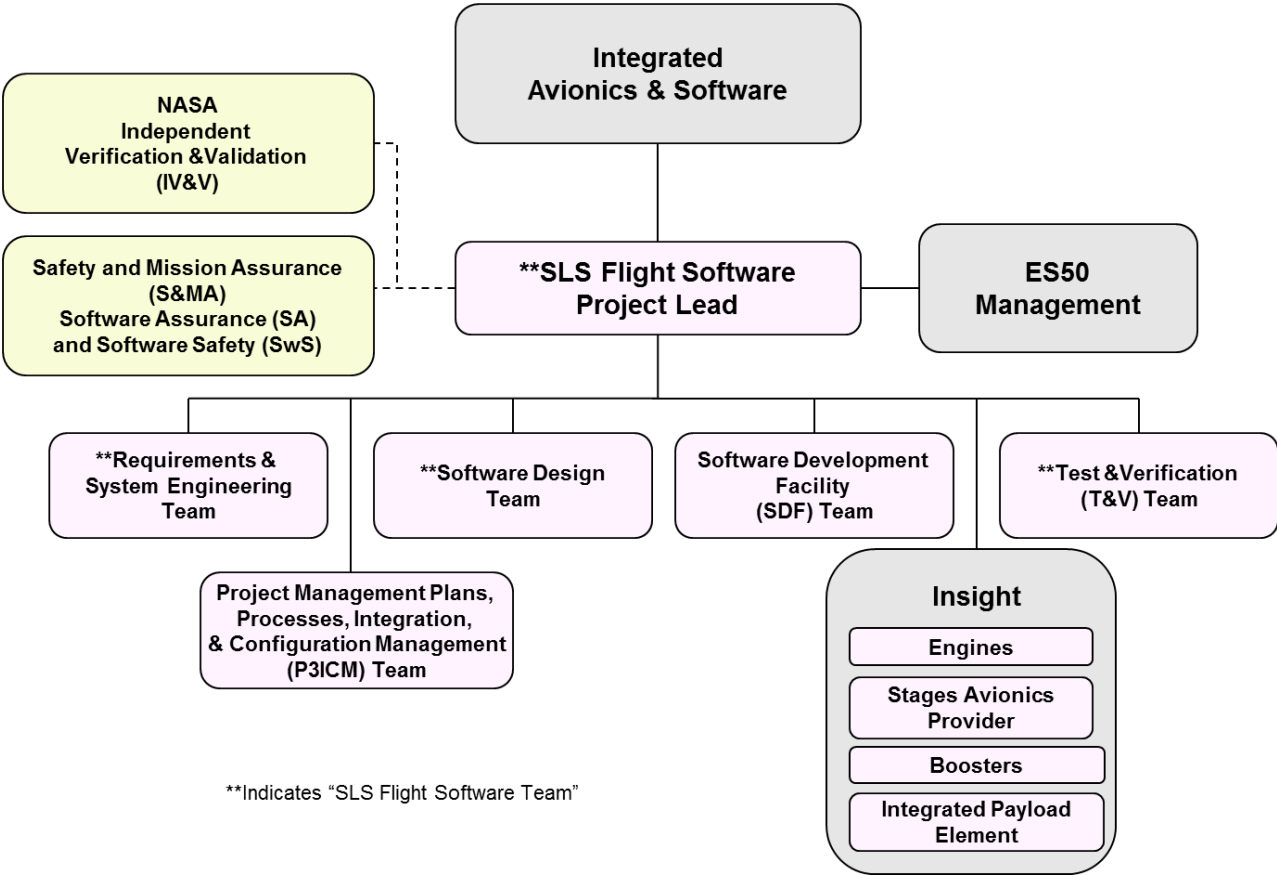 Integrated
Avionics & Software
NASA
Independent
Verification &Validation
(IV&V)
Safety and Mission Assurance
(S&MA)
Software Assurance (SA)
and Software Safety (SwS)
**SLS Flight Software
Project Lead
ES50
Management
**Requirements &
System Engineering
Team
**Software Design
Team
Software Development
Facility
(SDF) Team
**Test &Verification
(T&V) Team
Project Management Plans,
Processes, Integration,
& Configuration Management
(P3ICM) Team
Insight
Engines
Stages Avionics
Provider
Boosters
Integrated Payload
Element
**Indicates “SLS Flight Software Team”